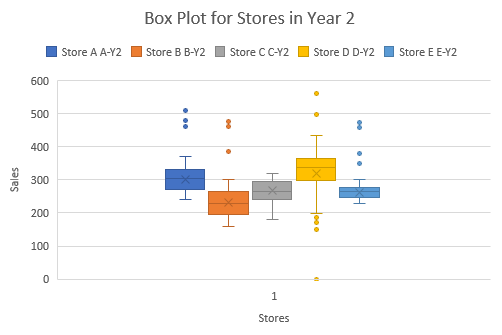 Box Plot for Stores in Year 2
Store A A-Y2 Store B B-Y2 Store C C-Y2 Store D D-Y2 Store E E-Y2
600
500
400
300
200
100
0
Sales
1
Stores